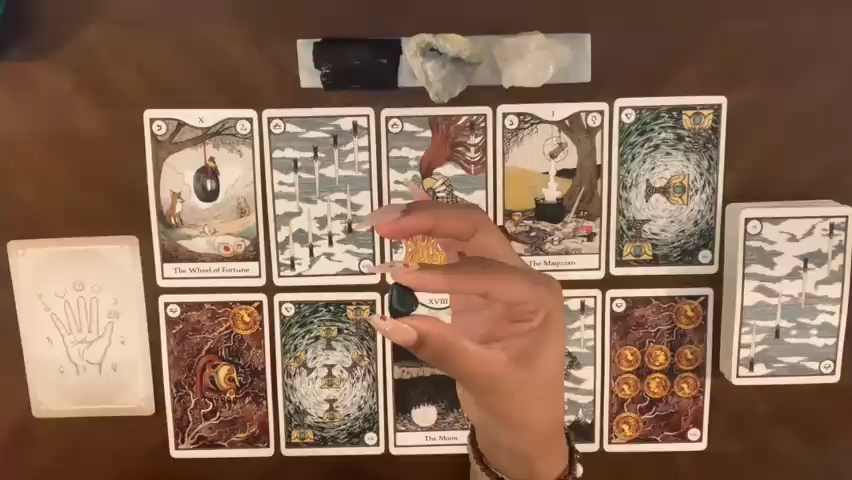 X
The Wheel of Fortune
I
The Magician
XVIII
The Moon